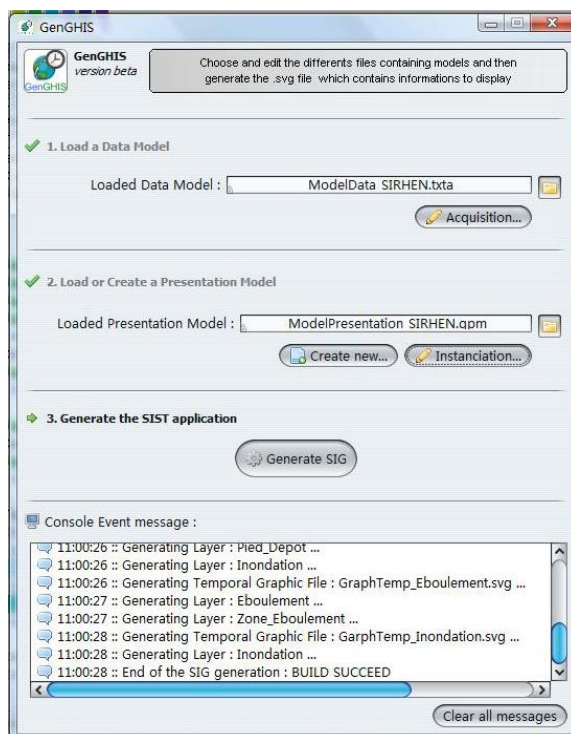 GenGHIS
GenGHIS
version beta
GenGHIS
Choose and edit the differents files containing models and then
generate the .svg file which contains informations to display
1. Load a Data Model
Loaded Data Model :
ModelData SIRHEN.txta
Acquisition...
2. Load or Create a Presentation Model
Loaded Presentation Model :
ModelPresentation SIRHEN.gpm
Create new...
Instanciation...
3. Generate the SIST application
Generate SIG
Console Event message :
11:00:26 :: Generating Layer : Pied_Depot ...
11:00:26 :: Generating Layer : Inondation ...
11:00:26 :: Generating Temporal Graphic File : GraphTemp_Eboulement.svg ...
11:00:27 :: Generating Layer : Eboulement ...
11:00:27 :: Generating Layer : Zone_Eboulement ...
11:00:28 :: Generating Temporal Graphic File : GarphTemp_Inondation.svg ...
11:00:28 :: Generating Layer : Inondation ...
11:00:28 :: End of the SIG generation : BUILD SUCCEED
Clear all messages